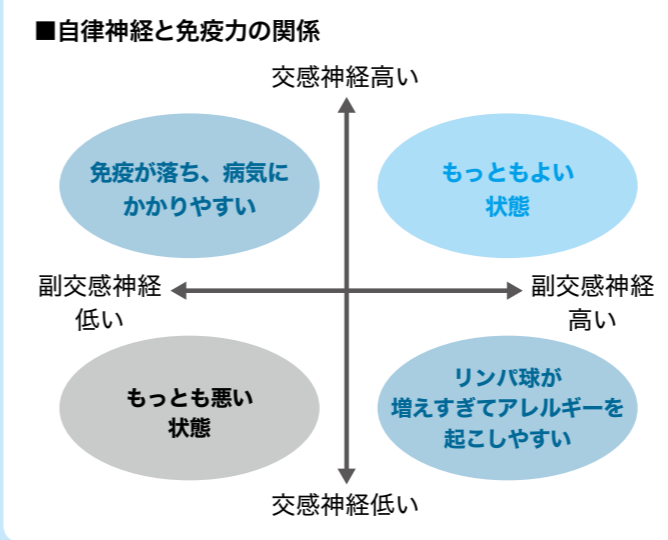 ■自律神経と免疫力の関係
交感神経高い
免疫が落ち、病気に
かかりやすい
もっともよい
状態
副交感神経
低い
副交感神経
高い
もっとも悪い
状態
リンパ球が
増えすぎてアレルギーを
起こしやすい
交感神経低い